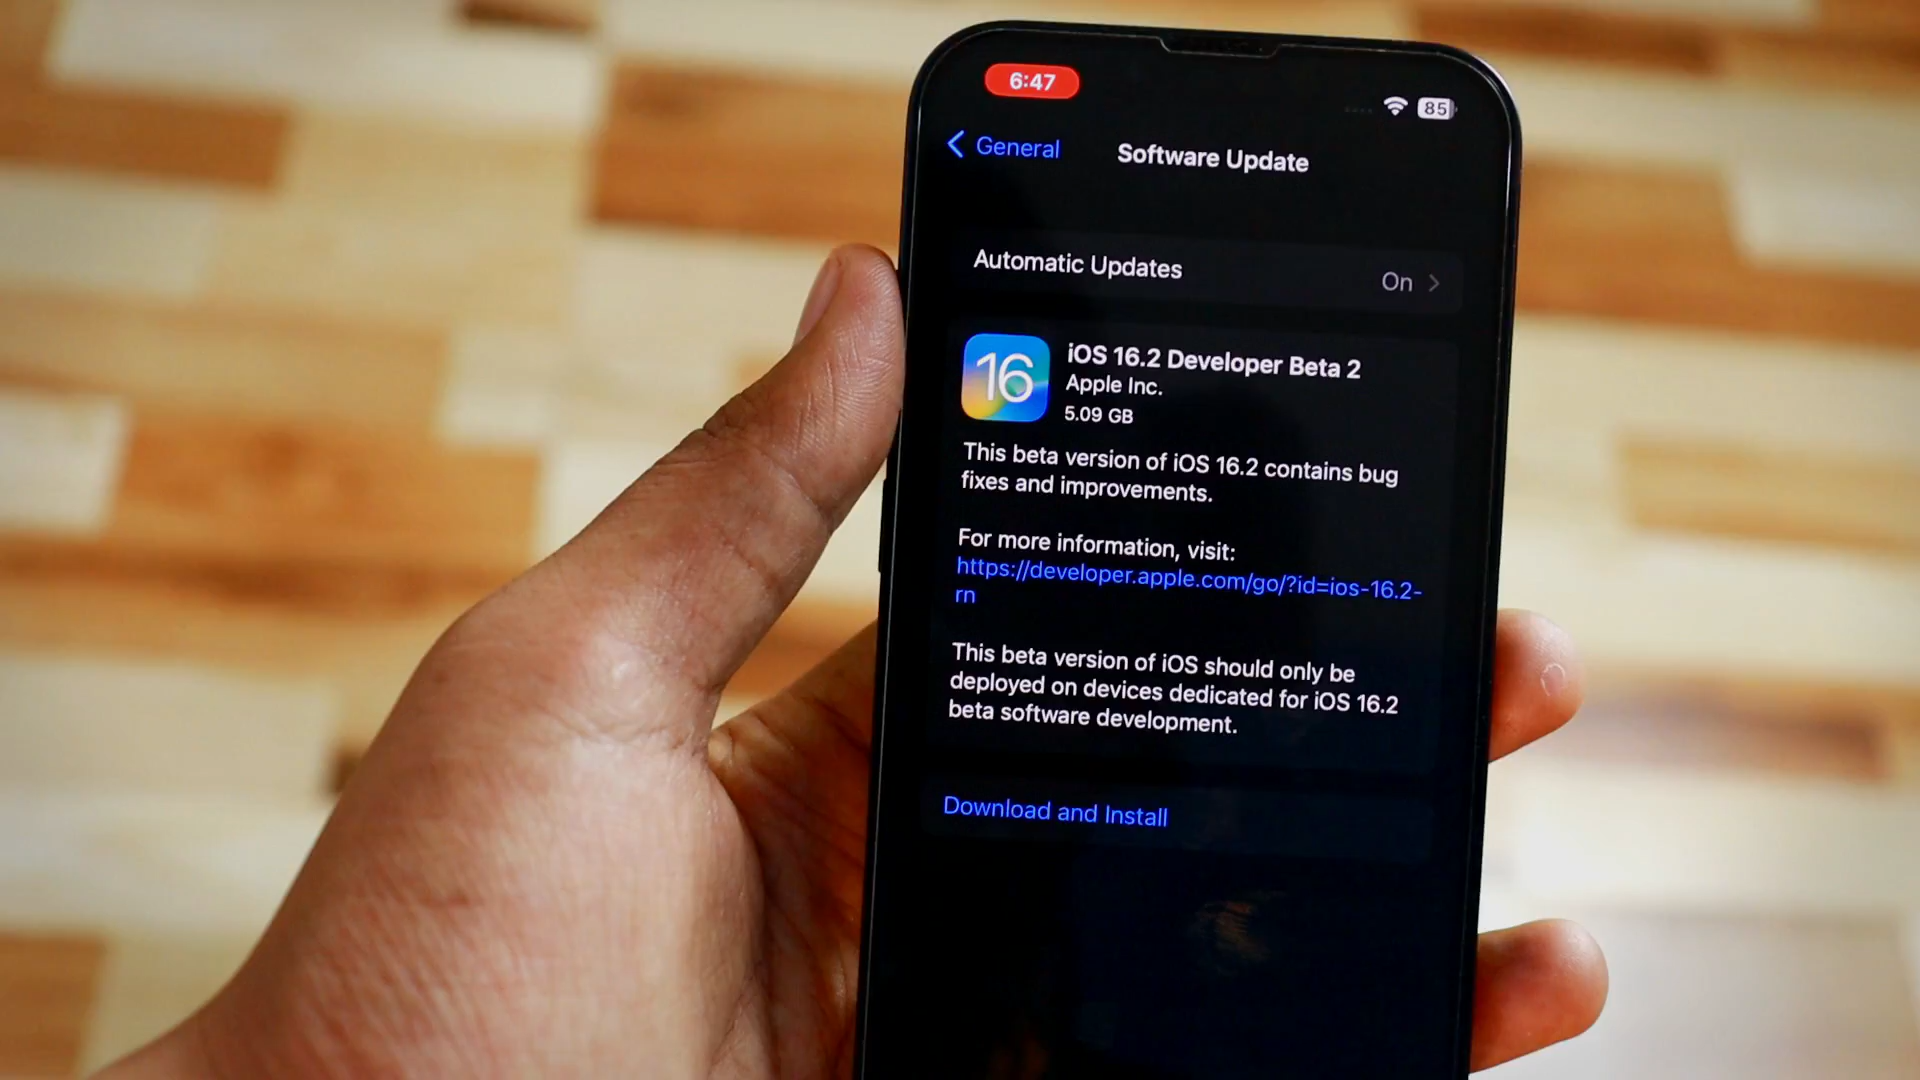 6:47
85
General
Software Update
Automatic Updates
On
16
iOS 16.2 Developer Beta 2
Apple Inc.
5.09 GB
This beta version of iOS 16.2 contains bug
fixes and improvements.
For more information, visit:
https://developer.apple.com/go/?id=ios-16.2-
rn
This beta version of iOS should only be
deployed on devices dedicated for iOS 16.2
beta software development.
Download and Install